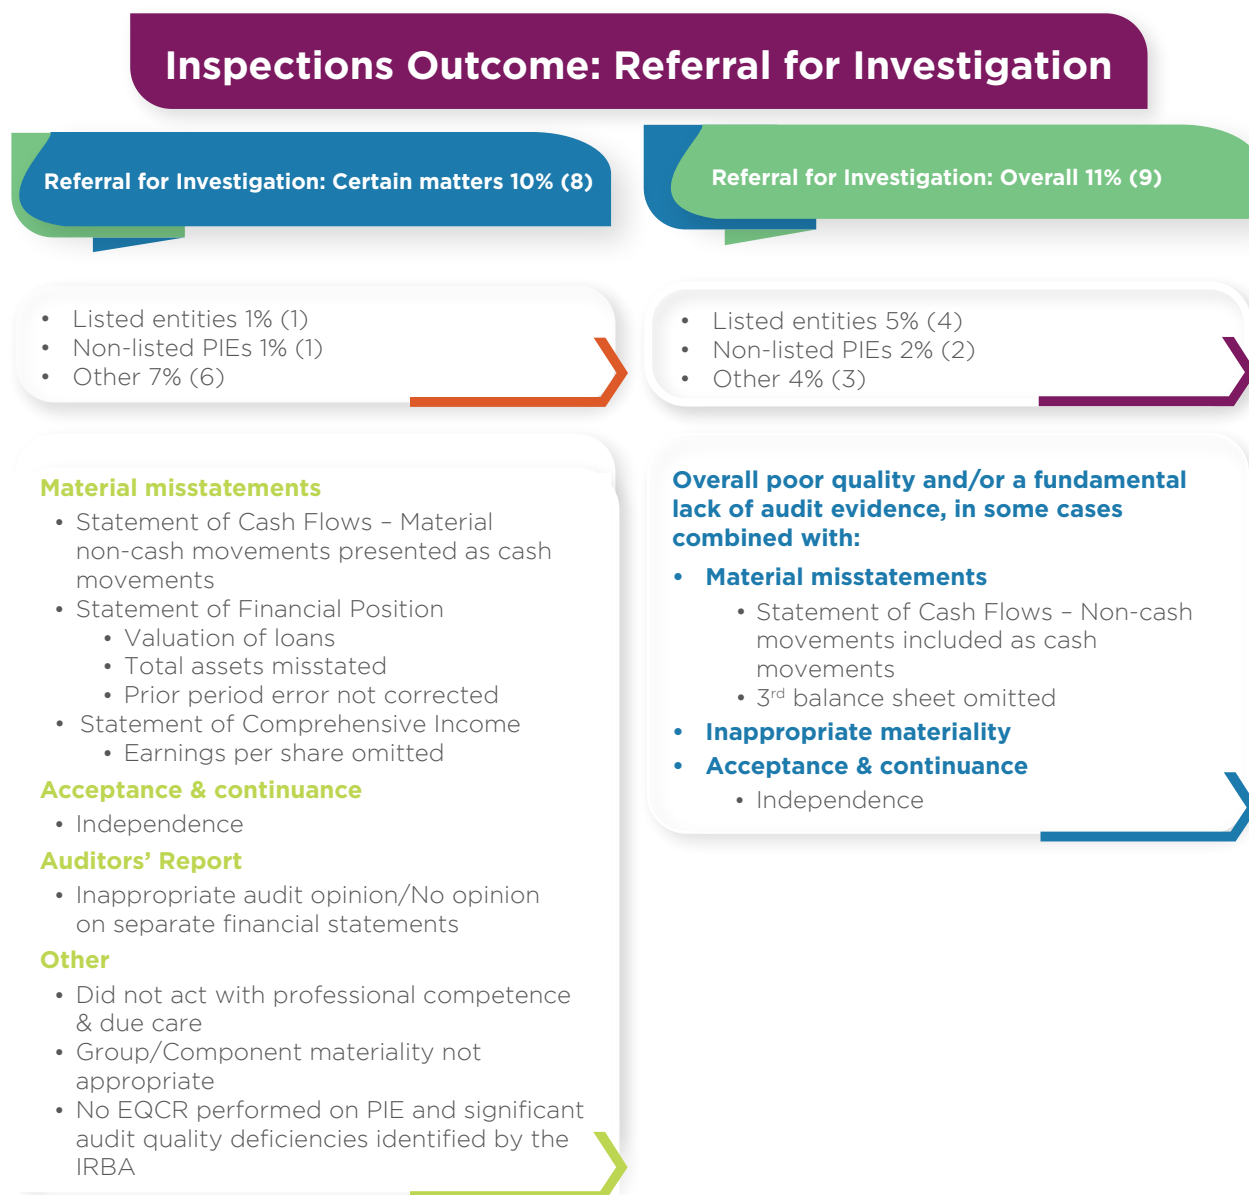 Inspections Outcome: Referral for Investigation
Referral for Investigation: Certain matters 10% (8)
• Listed entities 1% (1)
• Non-listed PIEs 1% (1)
• Other 7% (6)
Material misstatements
• Statement of Cash Flows – Material
non-cash movements presented as cash
movements
• Statement of Financial Position
• Valuation of loans
• Total assets misstated
• Prior period error not corrected
• Statement of Comprehensive Income
• Earnings per share omitted
Acceptance & continuance
• Independence
Auditors’ Report
• Inappropriate audit opinion/No opinion
on separate financial statements
Other
• Did not act with professional competence
& due care
• Group/Component materiality not
appropriate
• No EQCR performed on PIE and significant
audit quality deficiencies identified by the
IRBA
Referral for Investigation: Overall 11% (9)
• Listed entities 5% (4)
• Non-listed PIEs 2% (2)
• Other 4% (3)
Overall poor quality and/or a fundamental
lack of audit evidence, in some cases
combined with:
• Material misstatements
• Statement of Cash Flows – Non-cash
movements included as cash
movements
• 3rd balance sheet omitted
• Inappropriate materiality
• Acceptance & continuance
• Independence